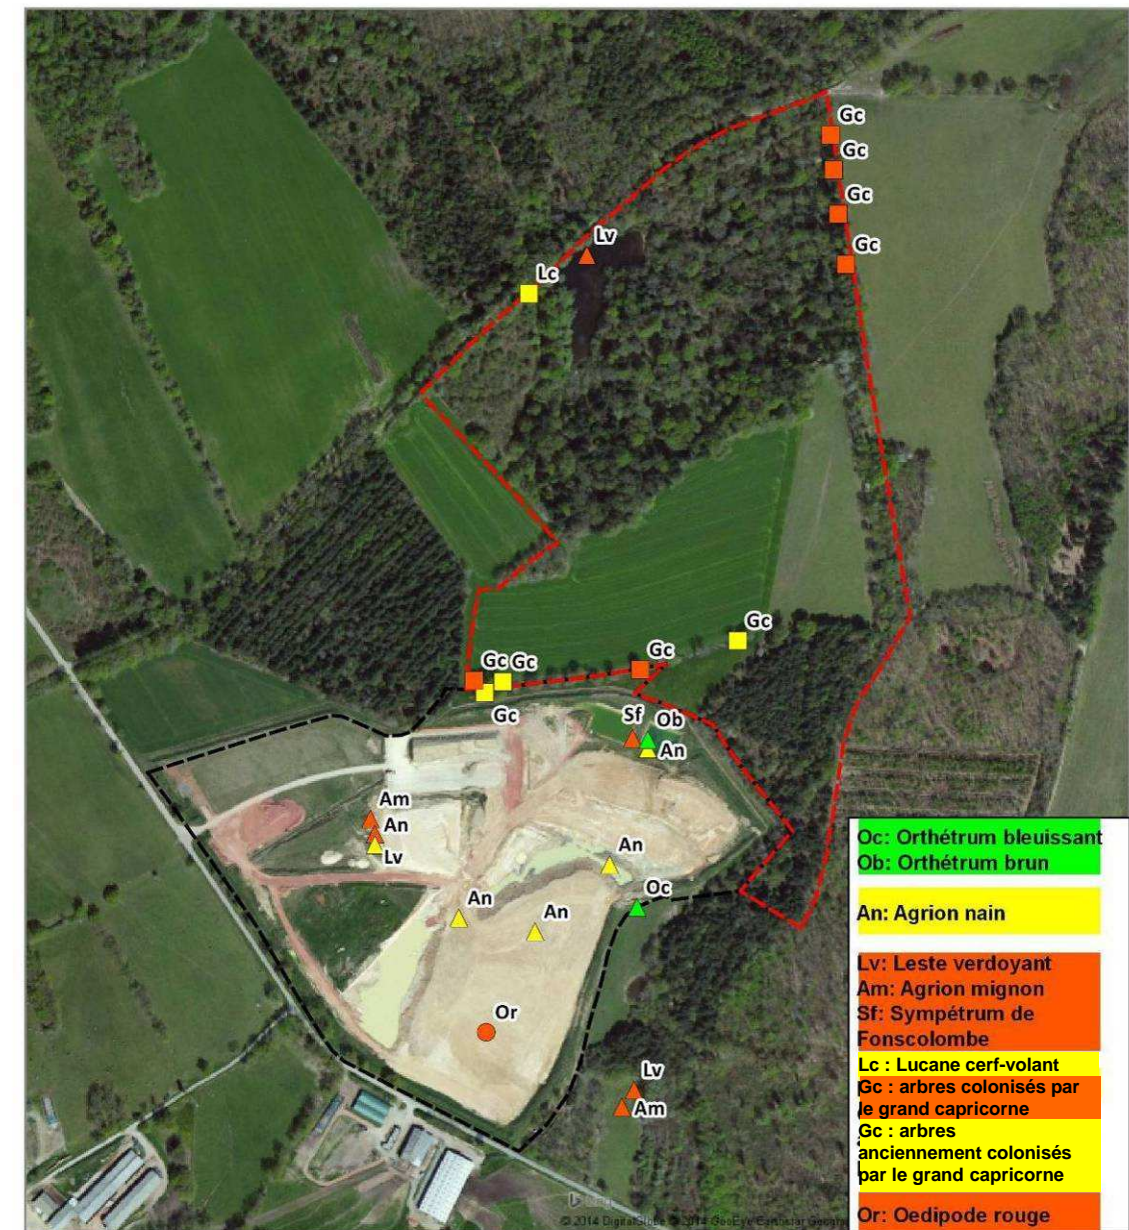 Gc
Gc
Gc
Gc
Lv
Lc
Gc
Gc
Gc Gc
Gc
Sf
Ob
An
Am
An
Lv
An
Oc
An
An
Or
Lv
Am
Oc: Orthétrum bleuissant
Ob: Orthétrum brun
An: Agrion nain
Lv: Leste verdoyant
Am: Agrion mignon
Sf: Sympétrum de
Fonscolombe
Lc : Lucane cerf-volant
Gc : arbres colonisés par
le grand capricorne
Gc : arbres
anciennement colonisés
par le grand capricorne
Or: Oedipode rouge
© 2014 DigitalGlobe © 2014 GeoEye Earthstar Geogra